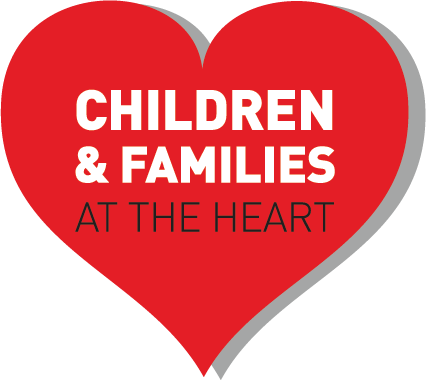 CHILDREN
& FAMILIES
AT THE HEART